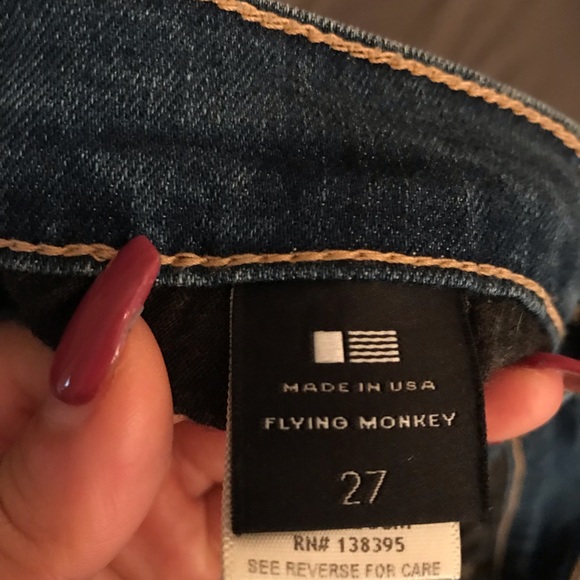 MADE IN USA
FLYING MONKEY
27
RN# 138395
SEE REVERSE FOR CARE